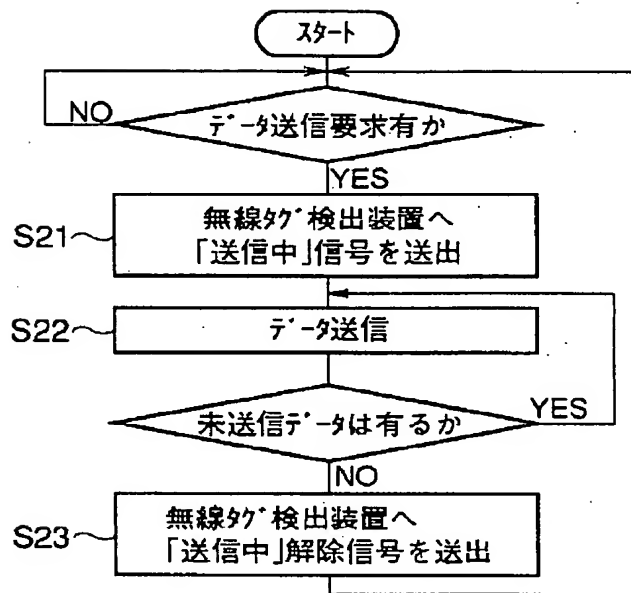 スタート
NO
データ送信要求有か
YES
S21
無線タグ検出装置へ
「送信中」信号を送出
S22
データ送信
未送信データは有るか
YES
NO
S23
無線タグ検出装置へ
「送信中」解除信号を送出